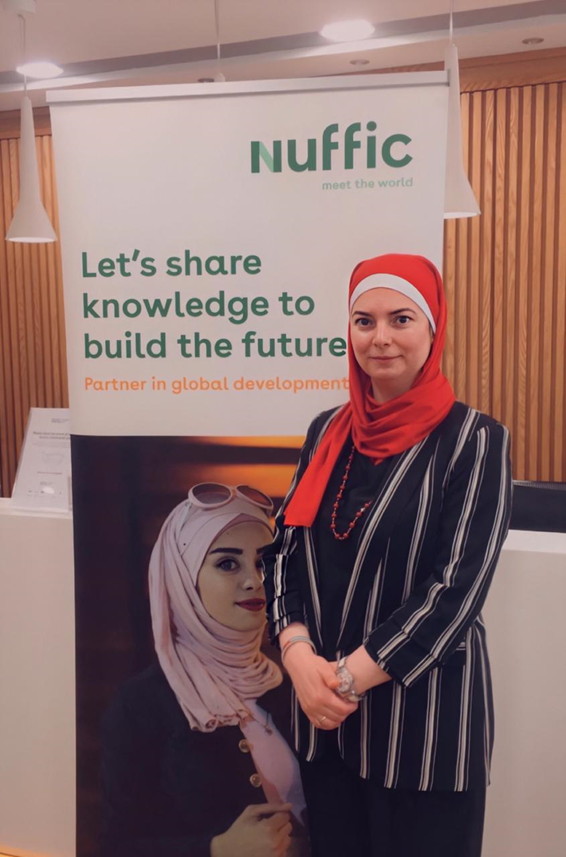 Nuffic
meet the world
Let's share
knowledge to
build the future
Partner in global development